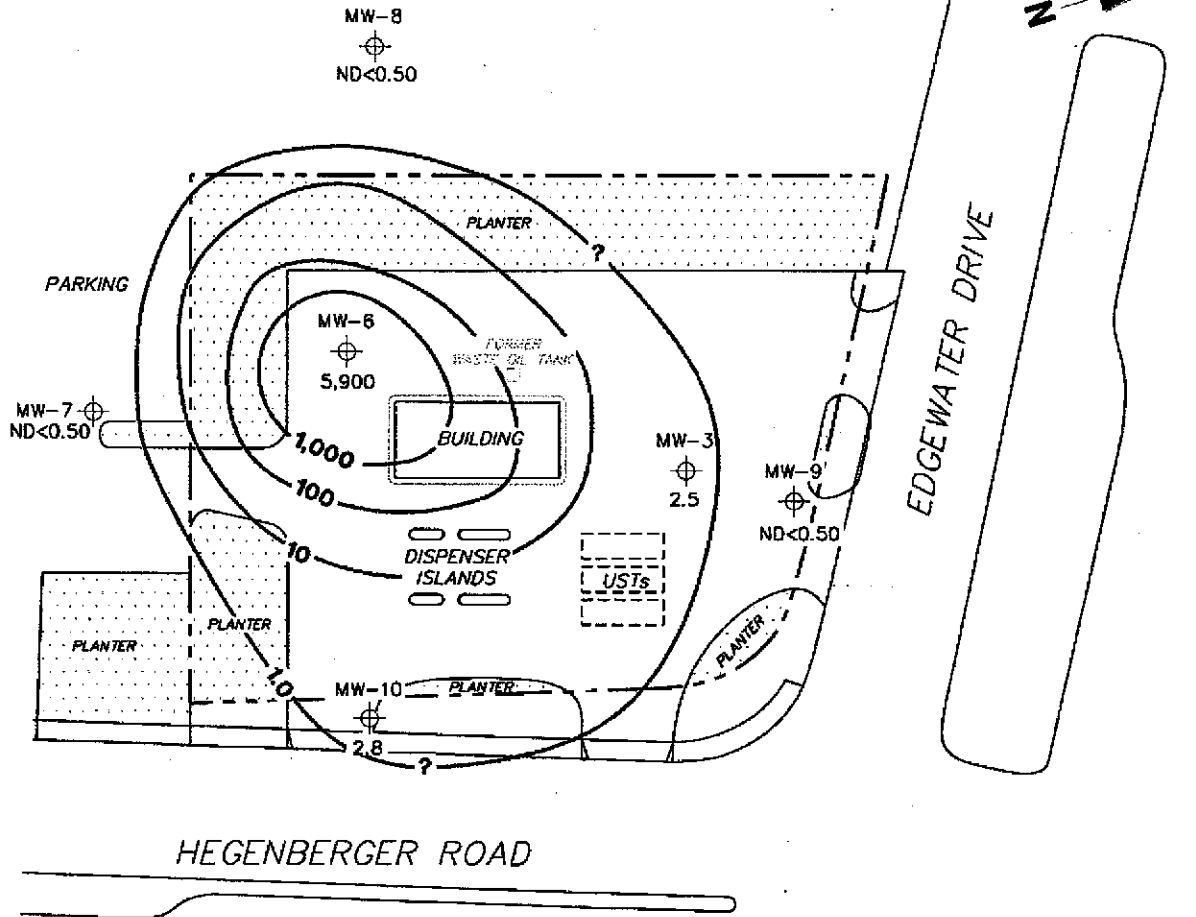 MW-8
ND<0.50
N
PLANTER
?
PARKING
MW-6
5,900
FORMER
WASTE OIL TANK
MW-7
ND<0.50
1,000
BUILDING
MW-3
2.5
MW-9
ND<0.50
EDGEWATER DRIVE
100
10
DISPENSER
ISLANDS
USTs
PLANTER
PLANTER
PLANTER
1.0
MW-10
2.8
PLANTER
?
HEGENBERGER ROAD